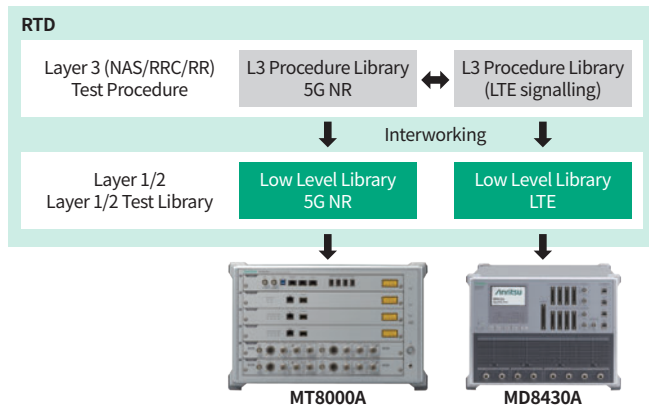 RTD
Layer 3 (NAS/RRC/RR)
Test Procedure
L3 Procedure Library
5G NR
L3 Procedure Library
(LTE signalling)
Interworking
Layer 1/2
Layer 1/2 Test Library
Low Level Library
5G NR
Low Level Library
LTE
Anritsu
MT8000A
MD8430A